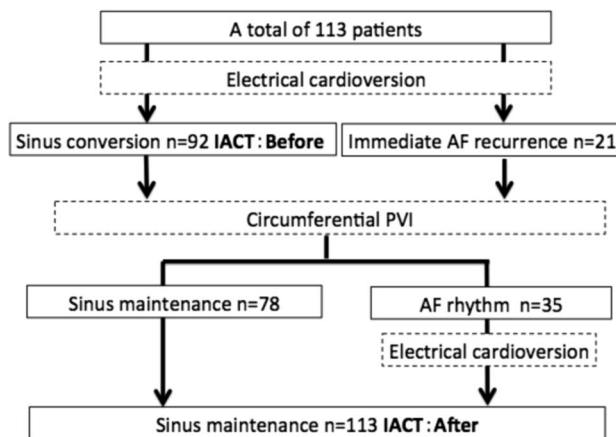 A total of 113 patients
Electrical cardioversion
Sinus conversion n=92 IACT: Before
Immediate AF recurrence n=21
Circumferential PVI
Sinus maintenance n=78
AF rhythm n=35
Electrical cardioversion
Sinus maintenance n=113 IACT: After